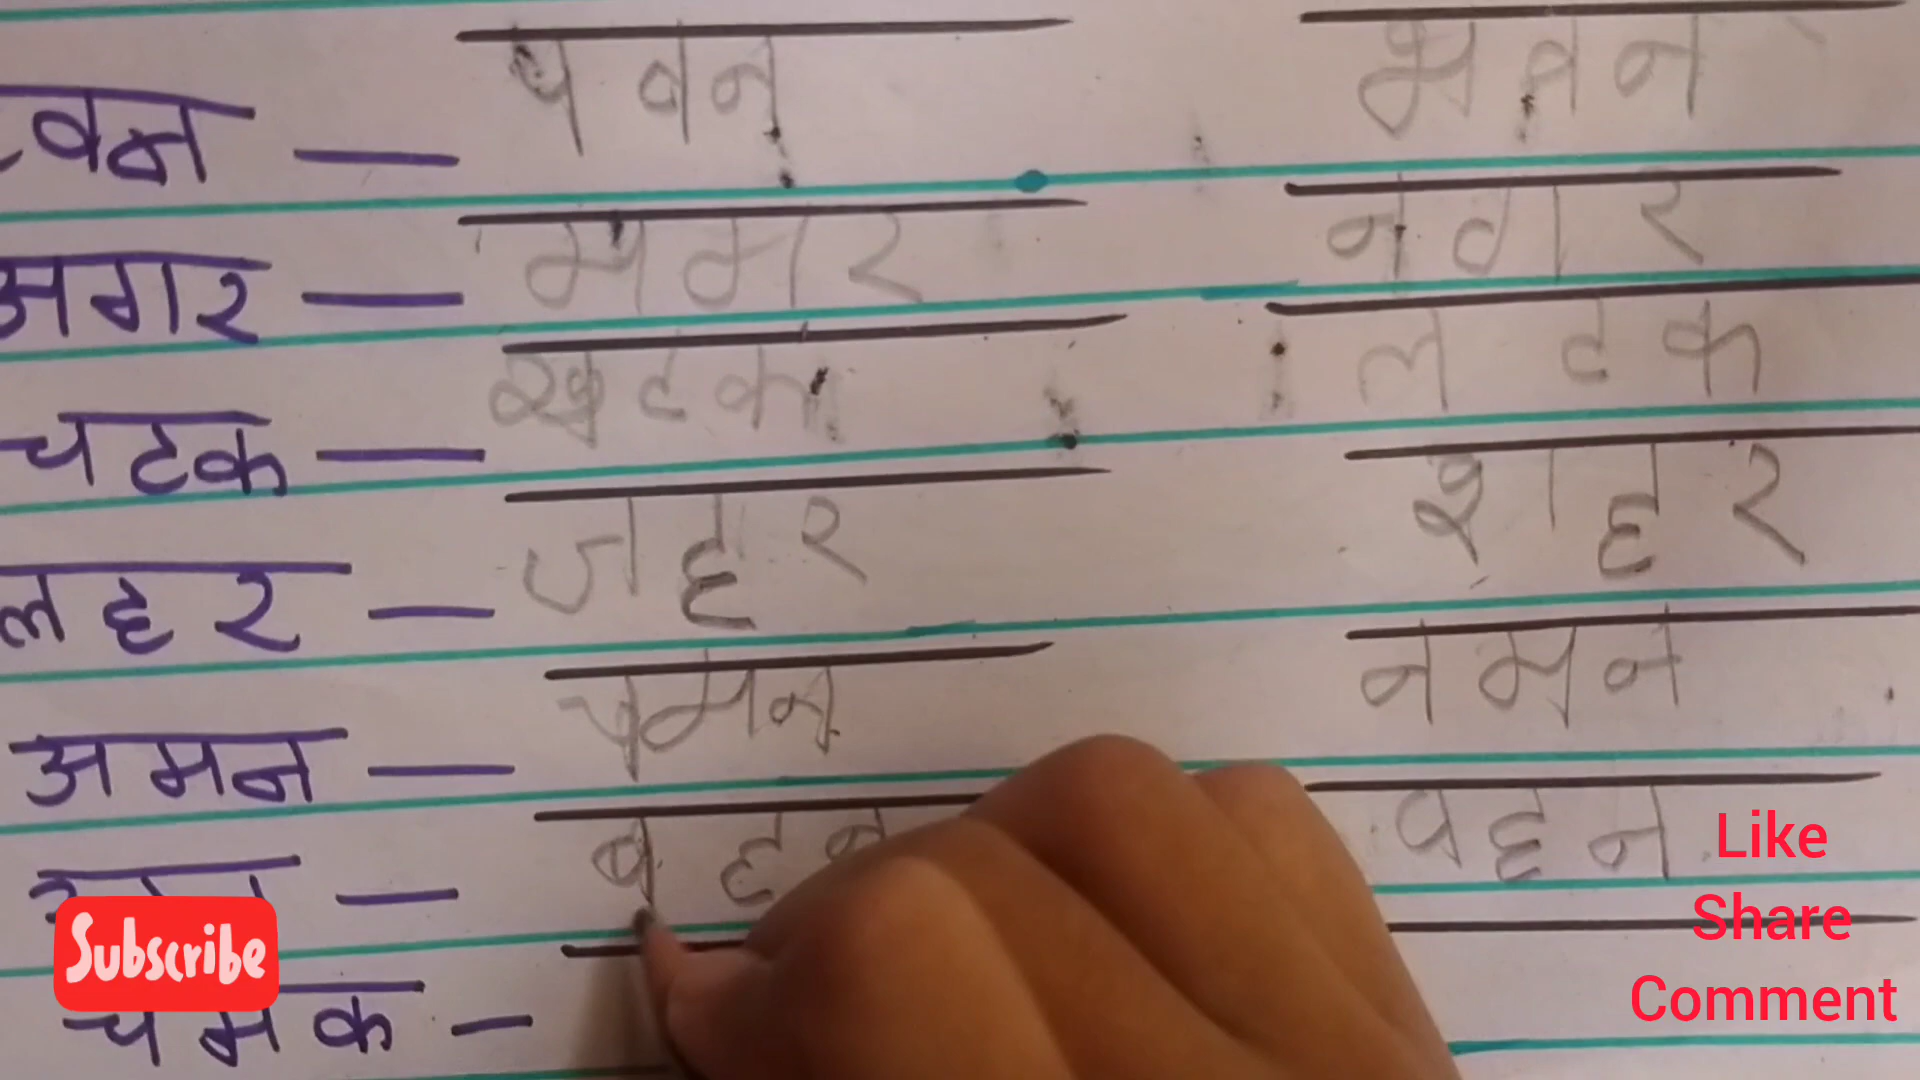 वन — पवन भवन
अगर — मगर नगर
चटक — खटक लटक
लहर — जहर शहर
अमन — चमन नमन
— बहन वहन
चमक —
Subscribe
Like
Share
Comment